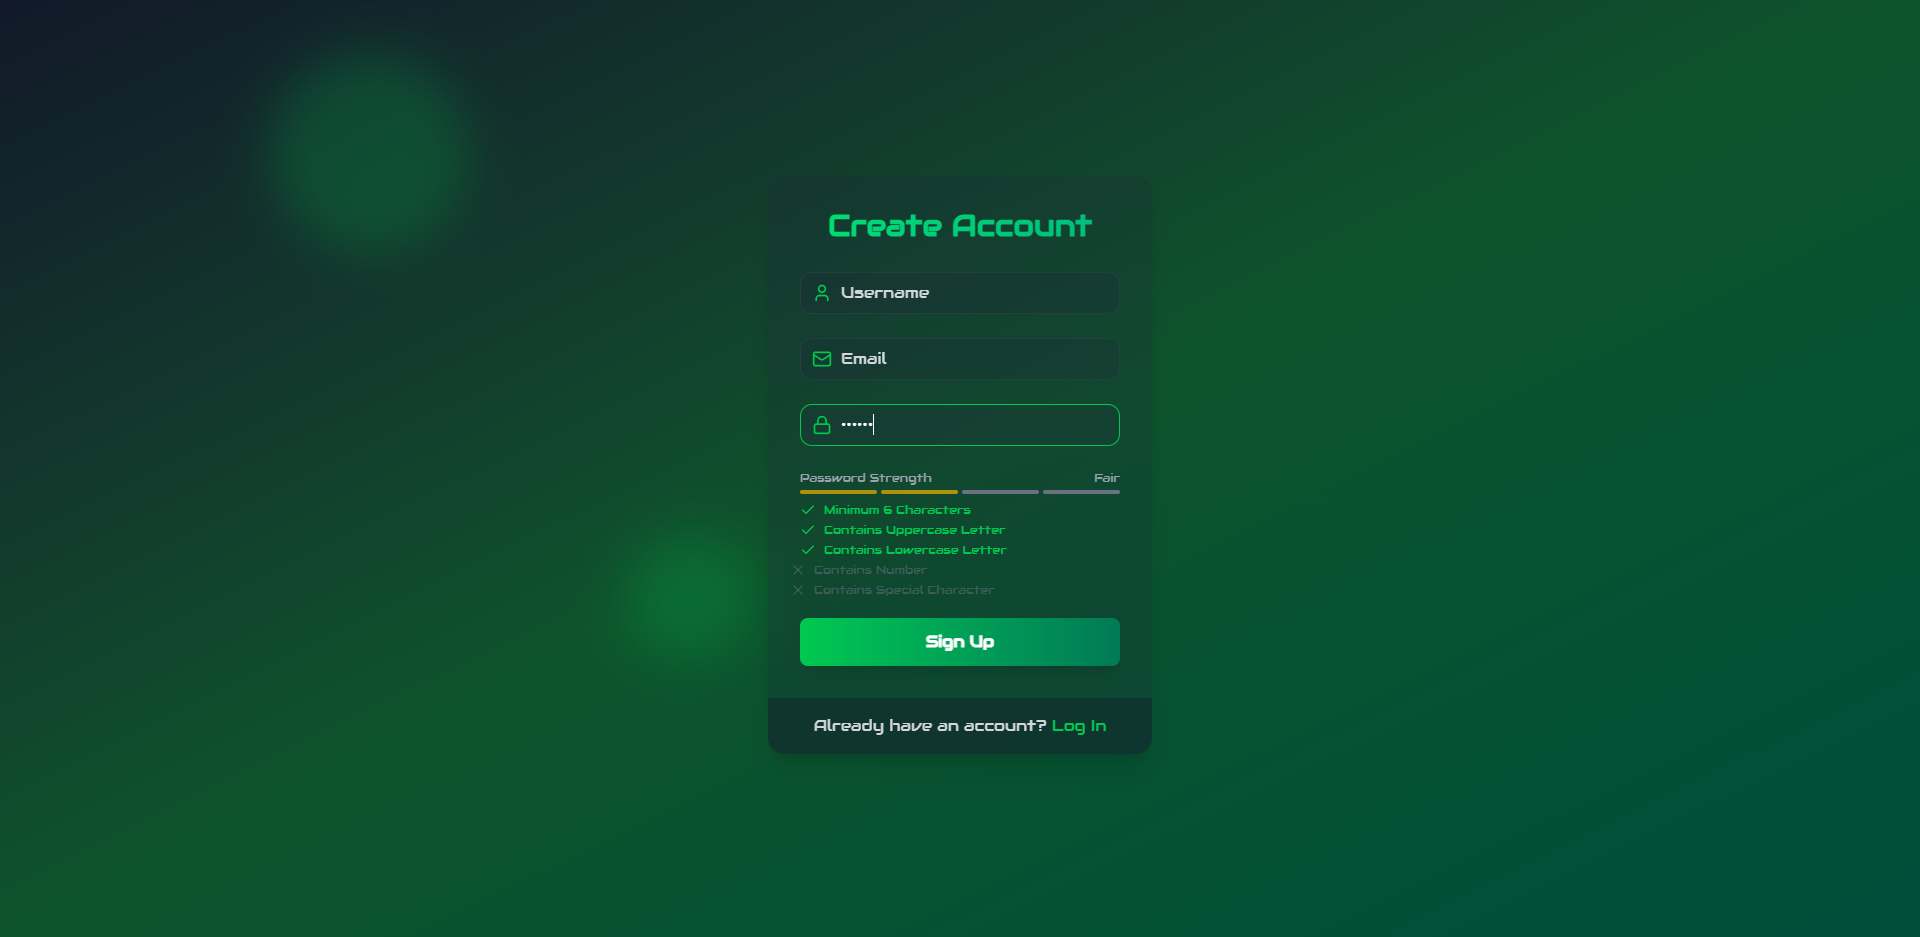 Create Account
Username
Email
••••••
Password Strength Fair
Minimum 6 Characters
Contains Uppercase Letter
Contains Lowercase Letter
Contains Number
Contains Special Character
Sign Up
Already have an account? Log In